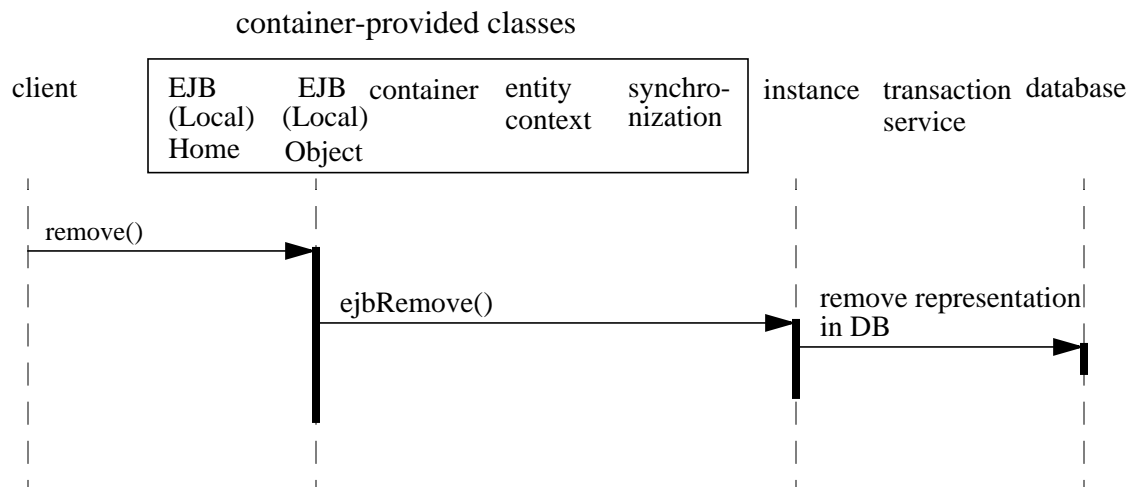 container-provided classes
client
EJB
(Local)
Home
EJB
(Local)
Object
container
entity
context
synchro-
nization
instance
transaction
service
database
remove()
ejbRemove()
remove representation
in DB